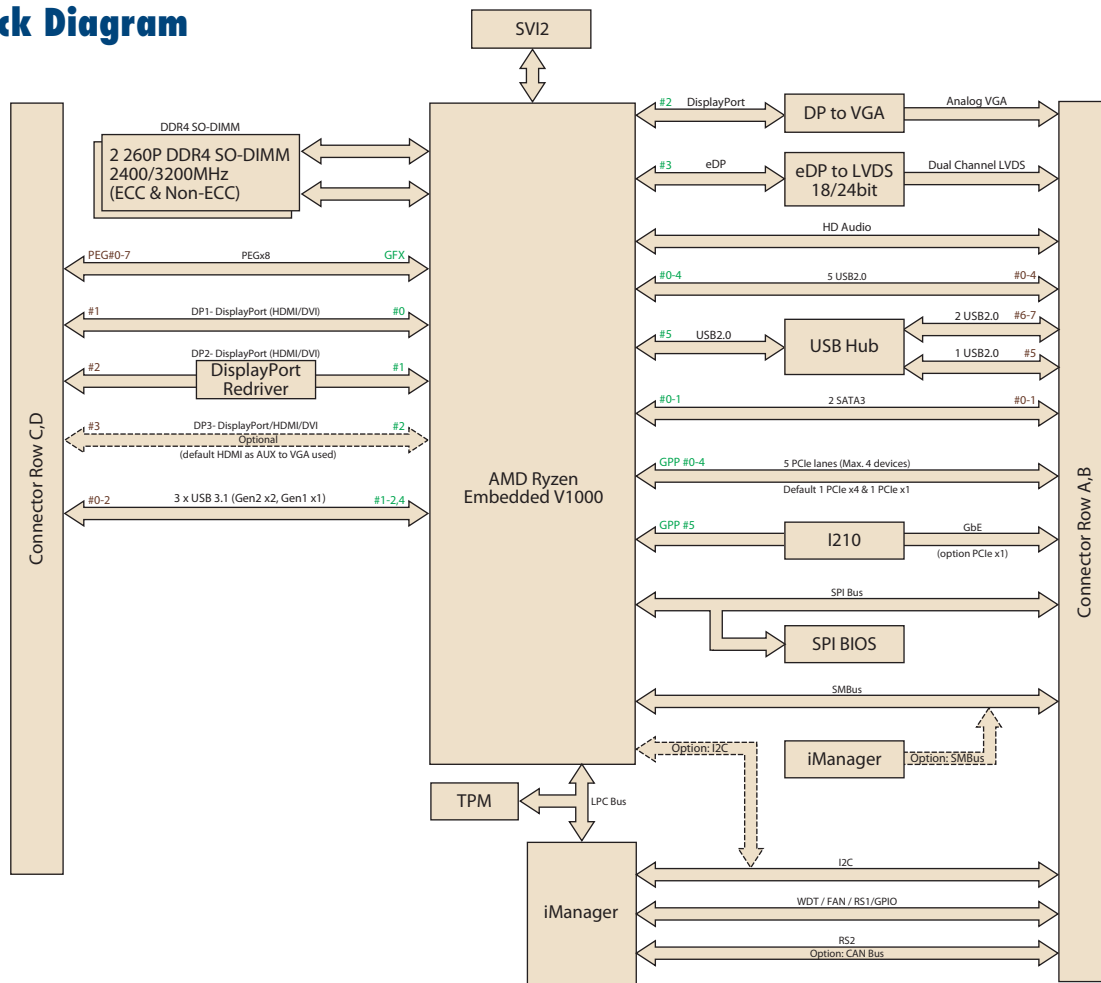 ck Diagram
SVI2
DDR4 SO-DIMM
2 260P DDR4 SO-DIMM
2400/3200MHz
(ECC & Non-ECC)
PEG#0-7 PEGx8 GFX
#1 DP1- DisplayPort (HDMI/DVI) #0
DP2- DisplayPort (HDMI/DVI)
#2 DisplayPort #1
Redriver
#3 DP3- DisplayPort/HDMI/DVI #2
Optional
(default HDMI as AUX to VGA used)
#0-2 3 x USB 3.1 (Gen2 x2, Gen1 x1) #1-2,4
Connector Row C,D
AMD Ryzen
Embedded V1000
#2 DisplayPort DP to VGA Analog VGA
#3 eDP eDP to LVDS Dual Channel LVDS
18/24bit
HD Audio
#0-4 5 USB2.0 #0-4
#5 USB2.0 USB Hub 2 USB2.0 #6-7
1 USB2.0 #5
#0-1 2 SATA3 #0-1
GPP #0-4 5 PCIe lanes (Max. 4 devices)
Default 1 PCIe x4 & 1 PCIe x1
GPP #5 I210 GbE
(option PCIe x1)
SPI Bus
SPI BIOS
SMBus
Option: I2C
iManager Option: SMBus
Connector Row A,B
TPM LPC Bus
iManager
I2C
WDT / FAN / RS1/GPIO
RS2
Option: CAN Bus